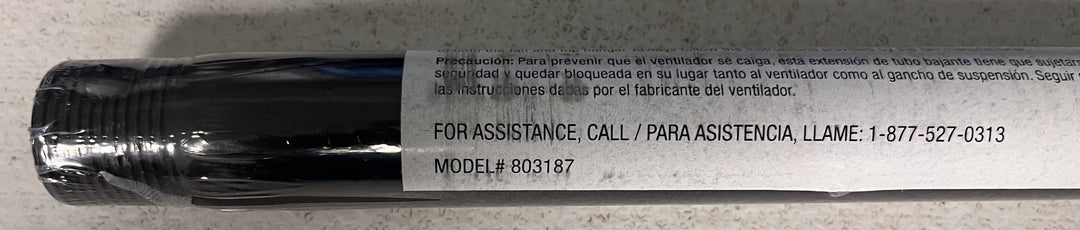 Precaución: Para prevenir que el ventilador se caiga, esta extensión de tubo bajante tiene que sujetarse
seguridad y quedar bloqueada en su lugar tanto al ventilador como al gancho de suspensión. Seguir
las instrucciones dadas por el fabricante del ventilador.
FOR ASSISTANCE, CALL / PARA ASISTENCIA, LLAME: 1-877-527-0313
MODEL# 803187